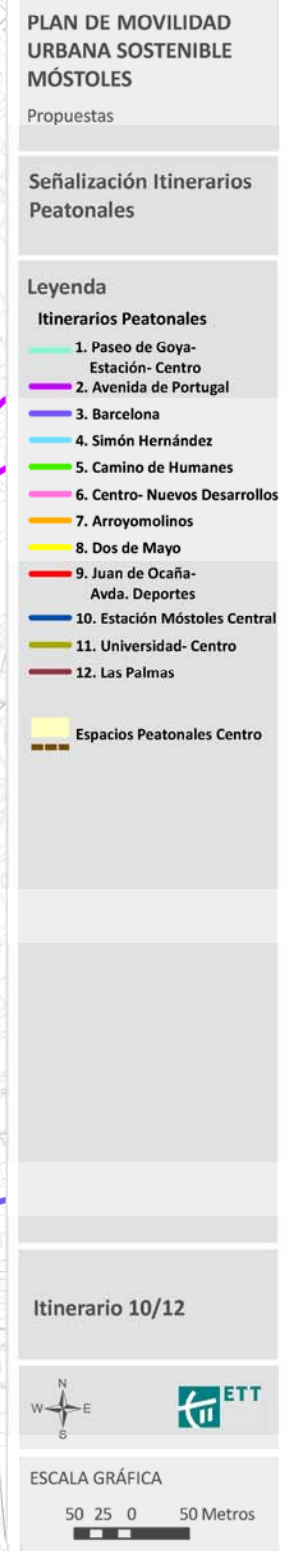 PLAN DE MOVILIDAD
URBANA SOSTENIBLE
MÓSTOLES
Propuestas
Señalización Itinerarios
Peatonales
Leyenda
Itinerarios Peatonales
1. Paseo de Goya-
Estación- Centro
2. Avenida de Portugal
3. Barcelona
4. Simón Hernández
5. Camino de Humanes
6. Centro- Nuevos Desarrollos
7. Arroyomolinos
8. Dos de Mayo
9. Juan de Ocaña-
Avda. Deportes
10. Estación Móstoles Central
11. Universidad- Centro
12. Las Palmas
Espacios Peatonales Centro
Itinerario 10/12
N
W E
S
ETT
ESCALA GRÁFICA
50 25 0 50 Metros